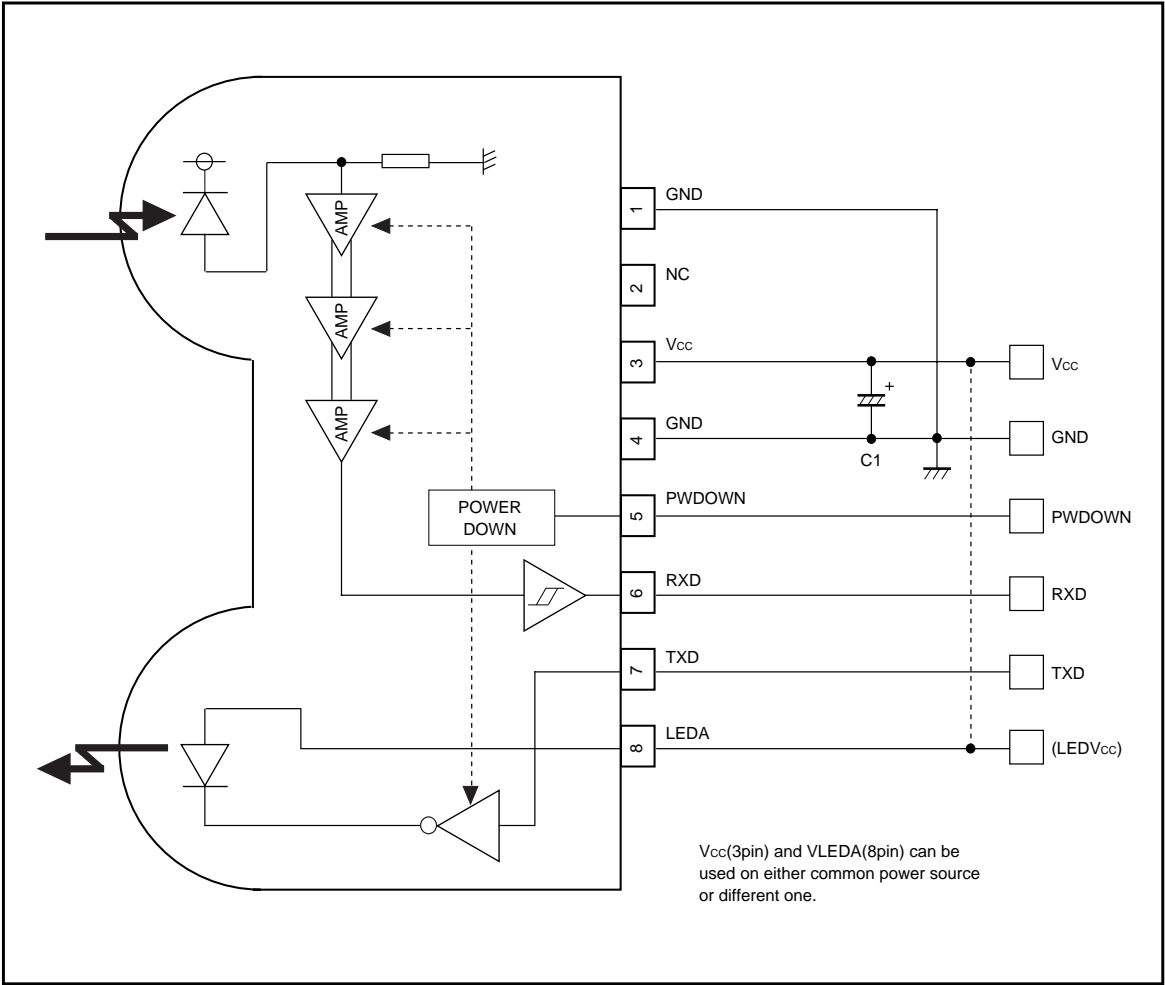 AMP
AMP
AMP
POWER
DOWN
1 GND
2 NC
3 Vcc
4 GND
5 PWDOWN
6 RXD
7 TXD
8 LEDA
+
C1
Vcc
GND
PWDOWN
RXD
TXD
(LEDVcc)
Vcc(3pin) and VLEDA(8pin) can be
used on either common power source
or different one.